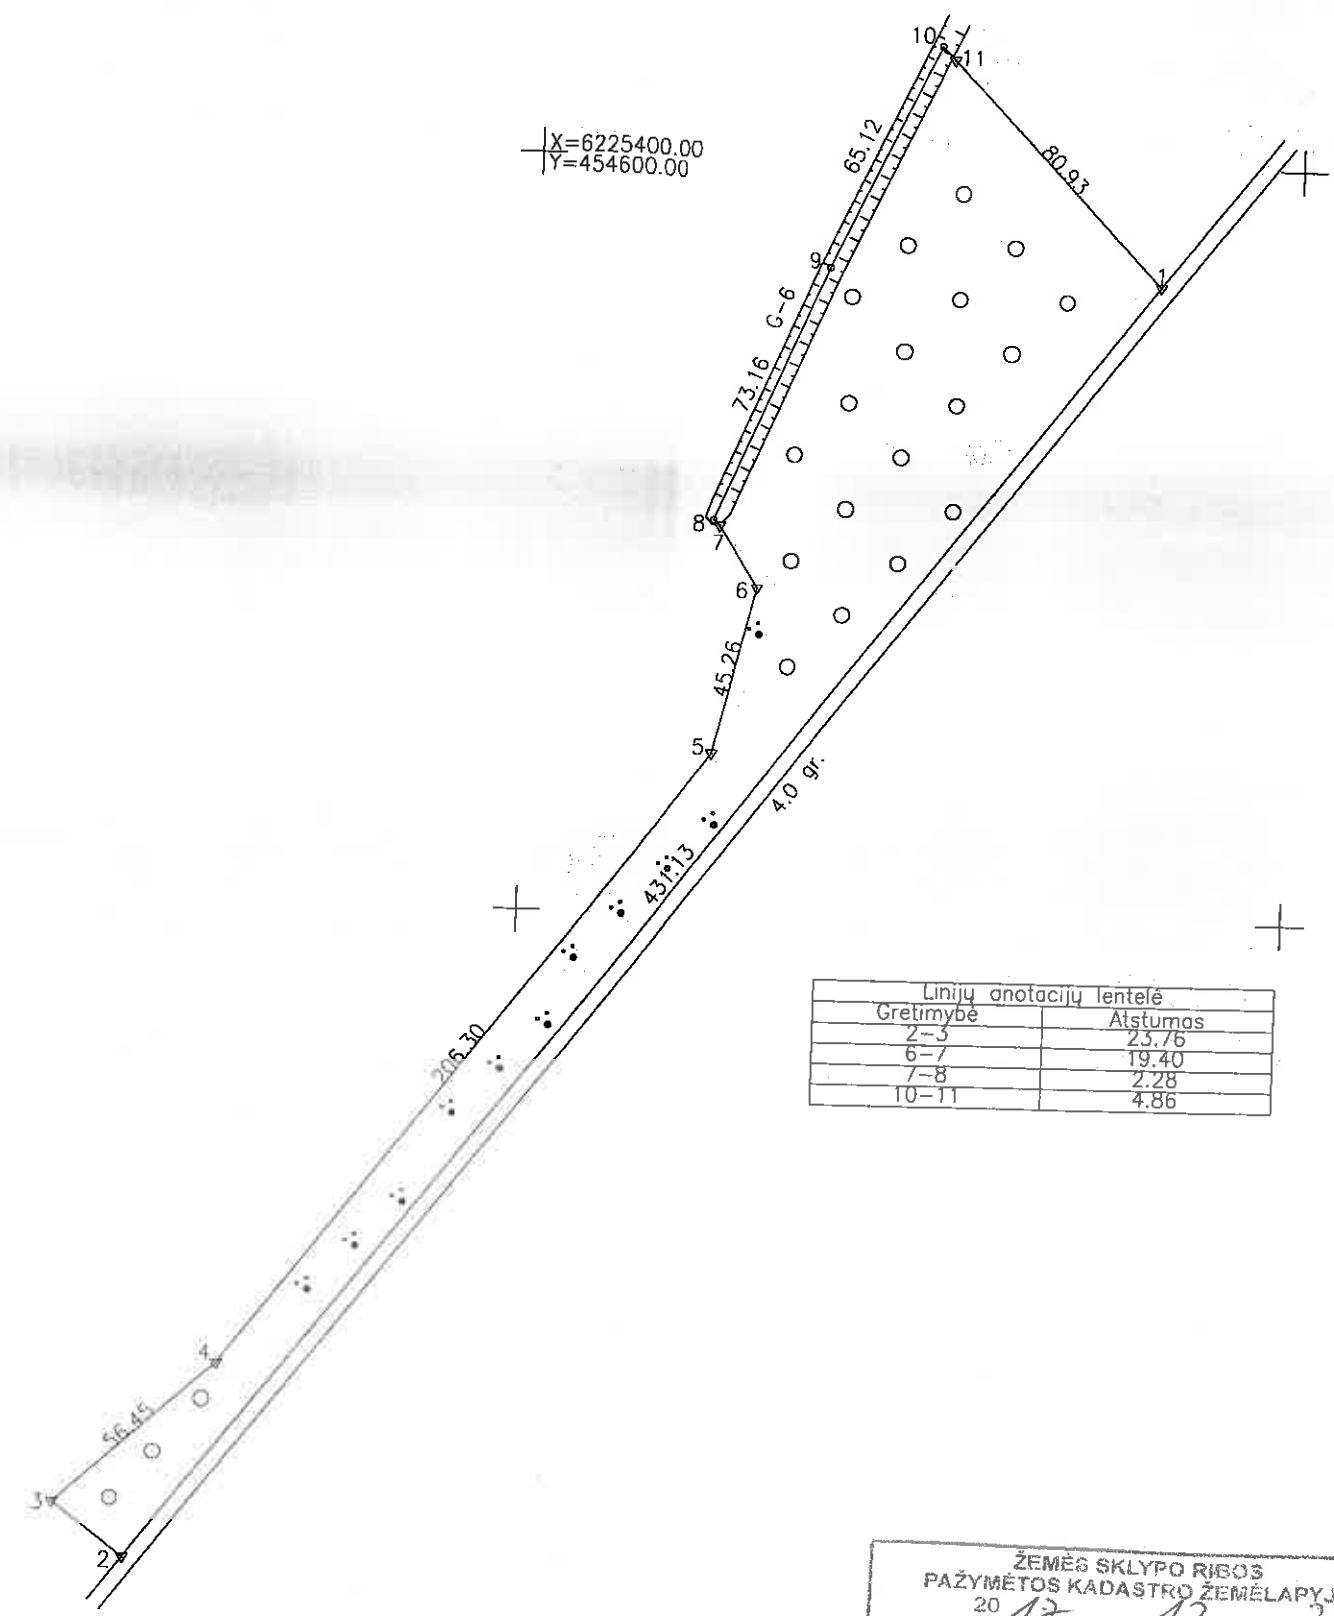 10
11
X=6225400.00
Y=454600.00
65.12
80.93
1
9
G-6
73.16
8
7
6
45.26
5
4.0 gr.
431.13
206.30
Linijų anotacijų lentelė
Gretimybė Atstumas
2-3 23.76
6-7 19.40
7-8 2.28
10-11 4.86
4
56.45
3
2
ŽEMĖS SKLYPO RIBOS
PAŽYMĖTOS KADASTRO ŽEMĖLAPYJ
20 17 12